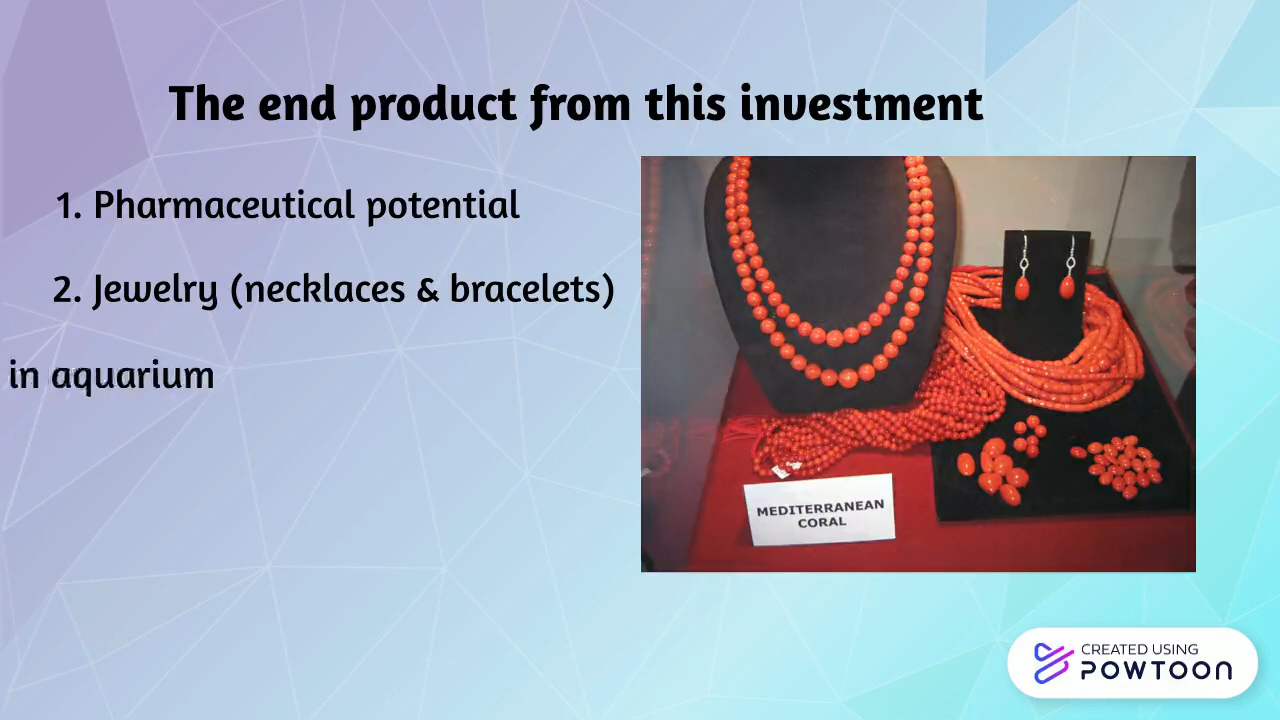 The end product from this investment
1. Pharmaceutical potential
2. Jewelry (necklaces & bracelets)
in aquarium
MEDITERRANEAN
CORAL
CREATED USING
POWTOON